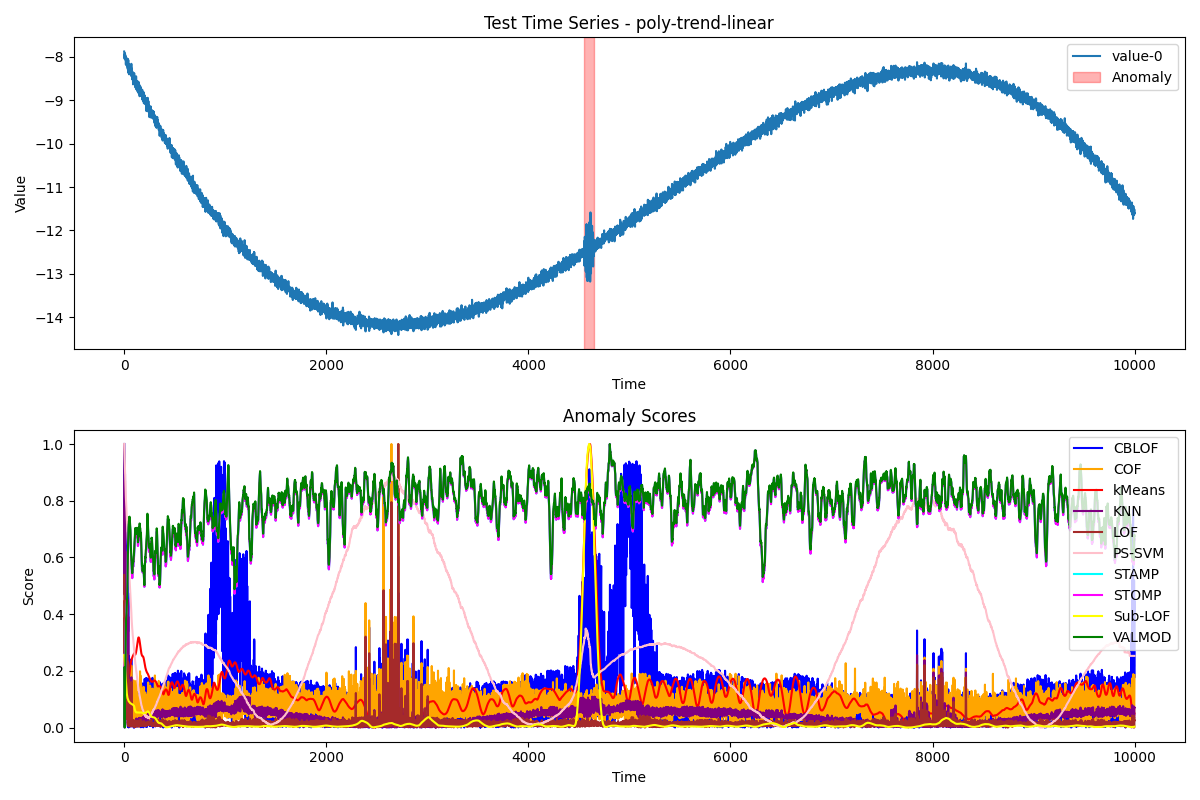 Test Time Series - poly-trend-linear
Value
−8
−9
−10
−11
−12
−13
−14
value-0
Anomaly
0 2000 4000 6000 8000 10000
Time
Anomaly Scores
Score
1.0
0.8
0.6
0.4
0.2
0.0
CBLOF
COF
kMeans
KNN
LOF
PS-SVM
STAMP
STOMP
Sub-LOF
VALMOD
0 2000 4000 6000 8000 10000
Time